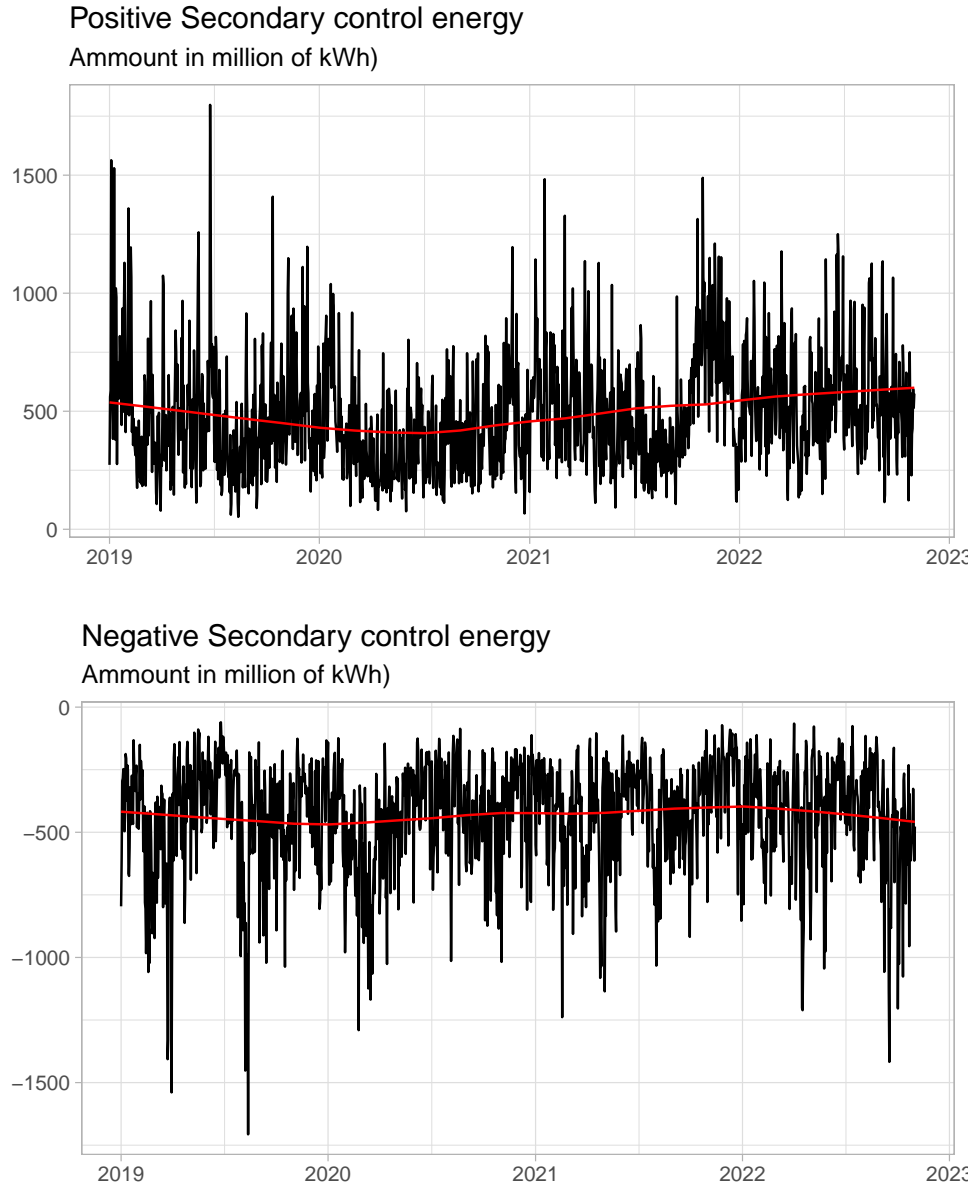 Positive Secondary control energy
Ammount in million of kWh)
1500
1000
500
0
2019 2020 2021 2022 2023
Negative Secondary control energy
Ammount in million of kWh)
0
−500
−1000
−1500
2019 2020 2021 2022 2023